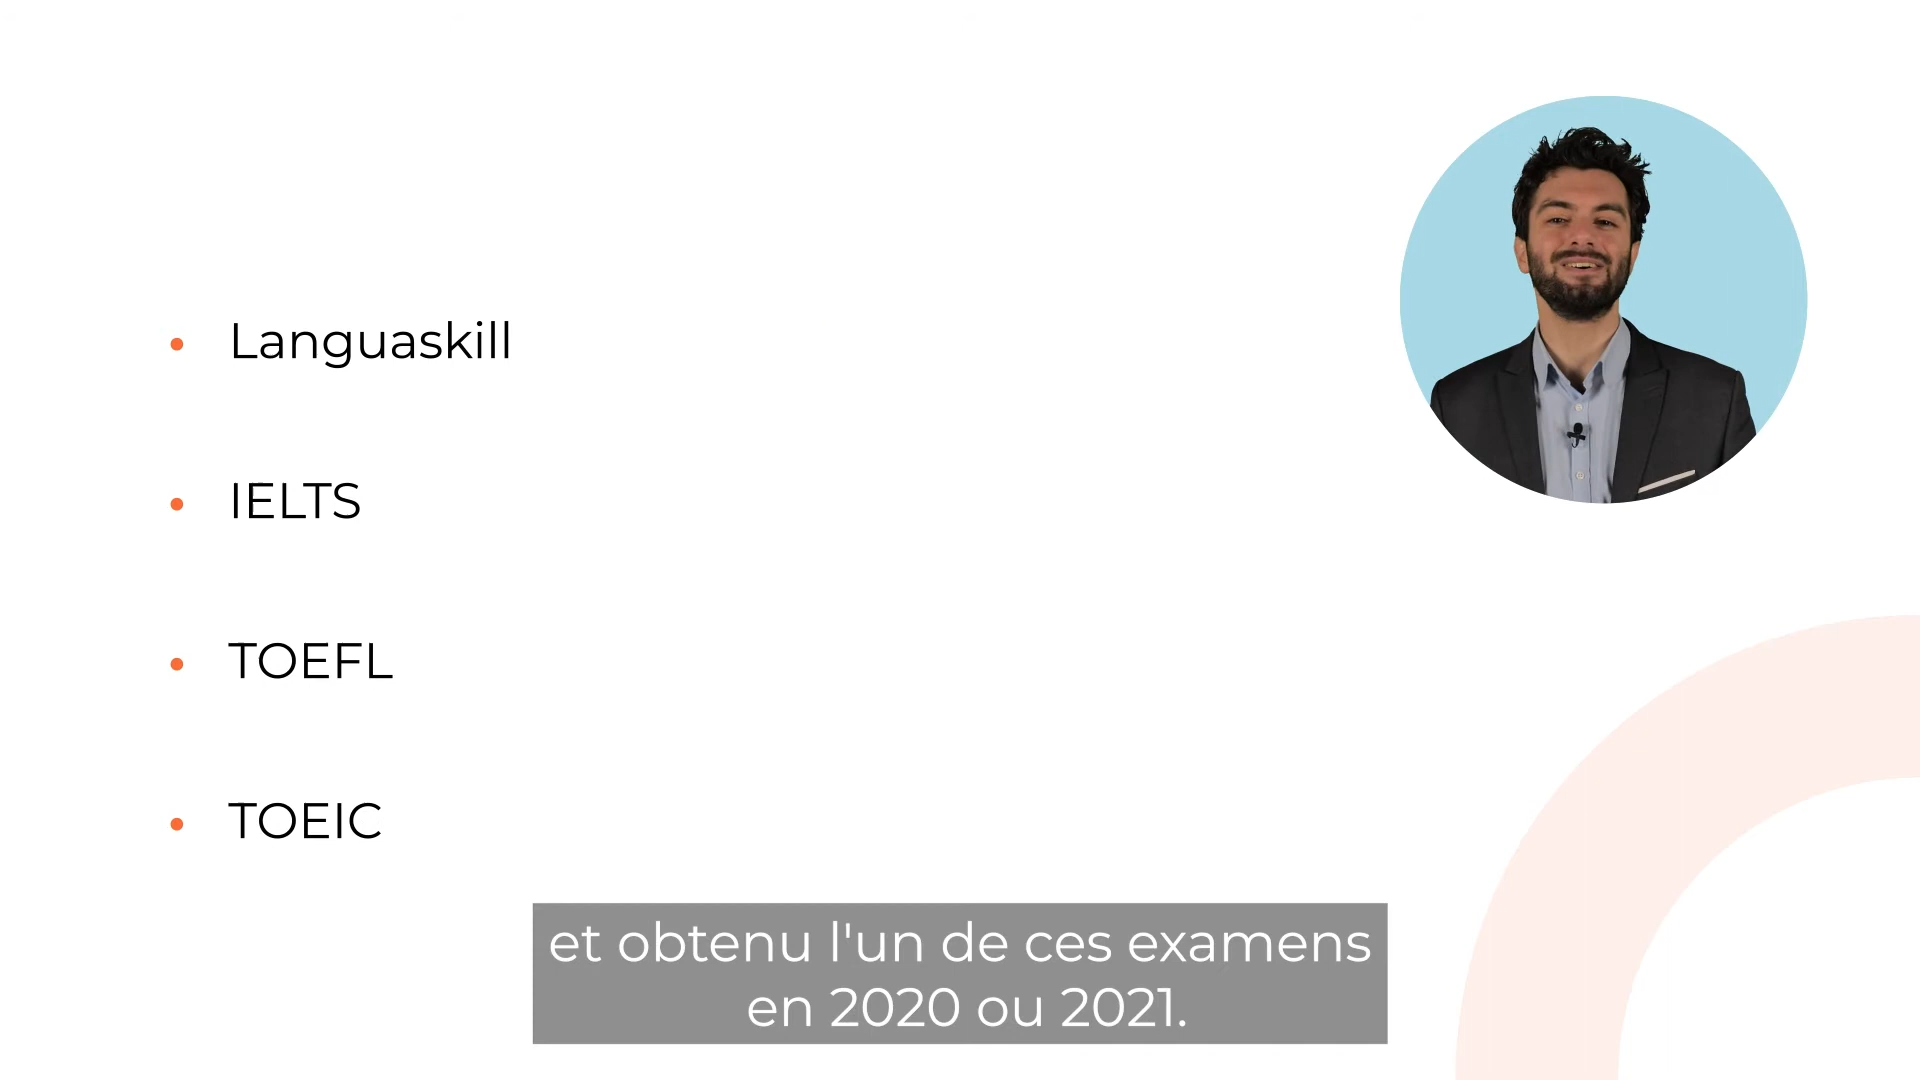 Languaskill
IELTS
TOEFL
TOEIC
et obtenu l'un de ces examens
en 2020 ou 2021.